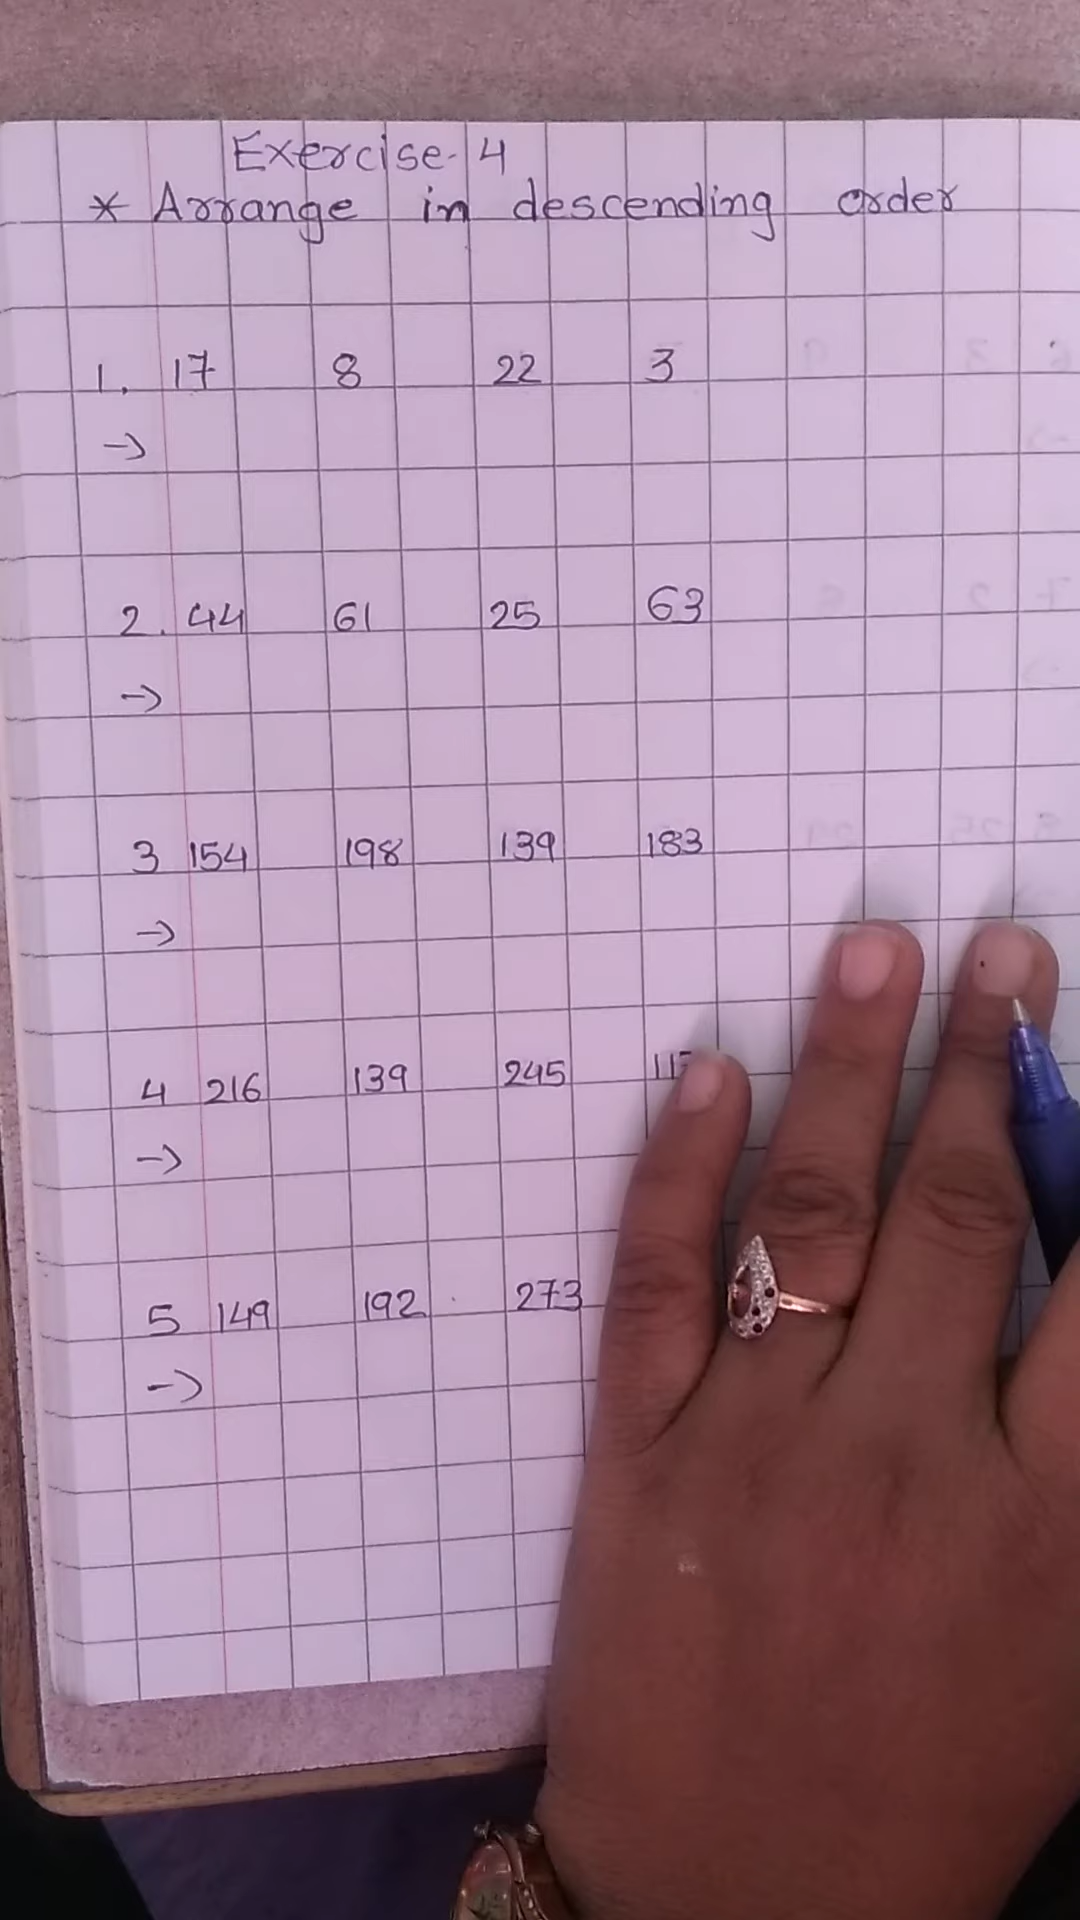 Exercise-4
* Arrange in descending order
1. 17 8 22 3
→
2. 44 61 25 63
→
3 154 198 139 183
→
4 216 139 245
→
5 149 192 273
→